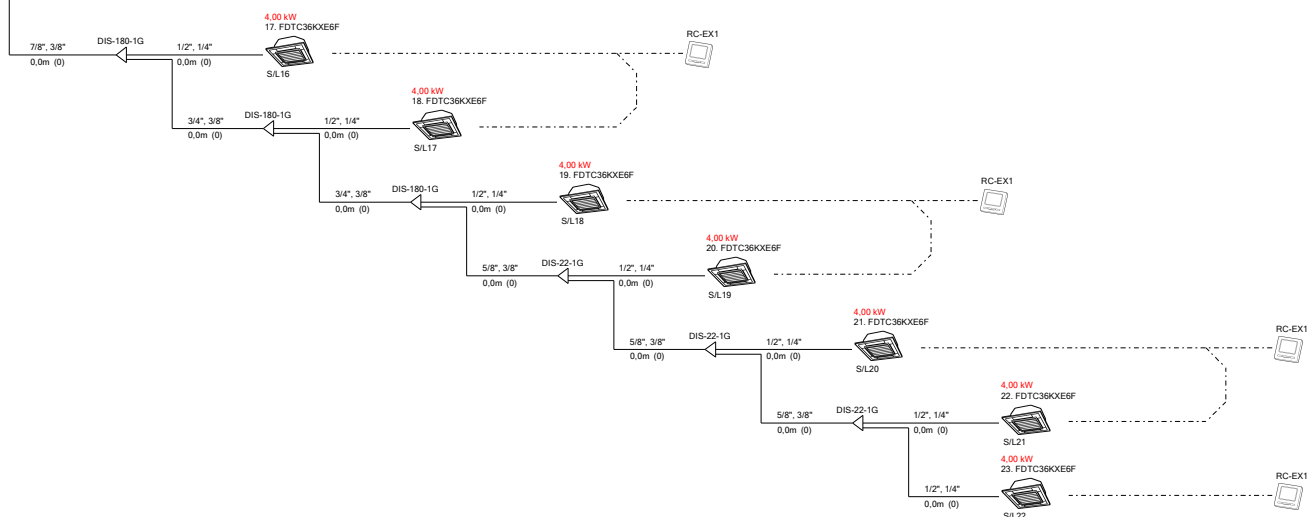 4,00 kW
17. FDTC36KXE6F
RC-EX1
DIS-180-1G
7/8", 3/8"
1/2", 1/4"
0,0m (0)
0,0m (0)
S/L16
4,00 kW
18. FDTC36KXE6F
DIS-180-1G
3/4", 3/8"
1/2", 1/4"
0,0m (0)
0,0m (0)
S/L17
4,00 kW
19. FDTC36KXE6F
RC-EX1
DIS-180-1G
3/4", 3/8"
1/2", 1/4"
0,0m (0)
0,0m (0)
S/L18
4,00 kW
20. FDTC36KXE6F
DIS-22-1G
5/8", 3/8"
1/2", 1/4"
0,0m (0)
0,0m (0)
S/L19
4,00 kW
21. FDTC36KXE6F
RC-EX1
DIS-22-1G
5/8", 3/8"
1/2", 1/4"
0,0m (0)
0,0m (0)
S/L20
4,00 kW
22. FDTC36KXE6F
DIS-22-1G
5/8", 3/8"
1/2", 1/4"
0,0m (0)
0,0m (0)
S/L21
4,00 kW
23. FDTC36KXE6F
RC-EX1
1/2", 1/4"
0,0m (0)
S/L22